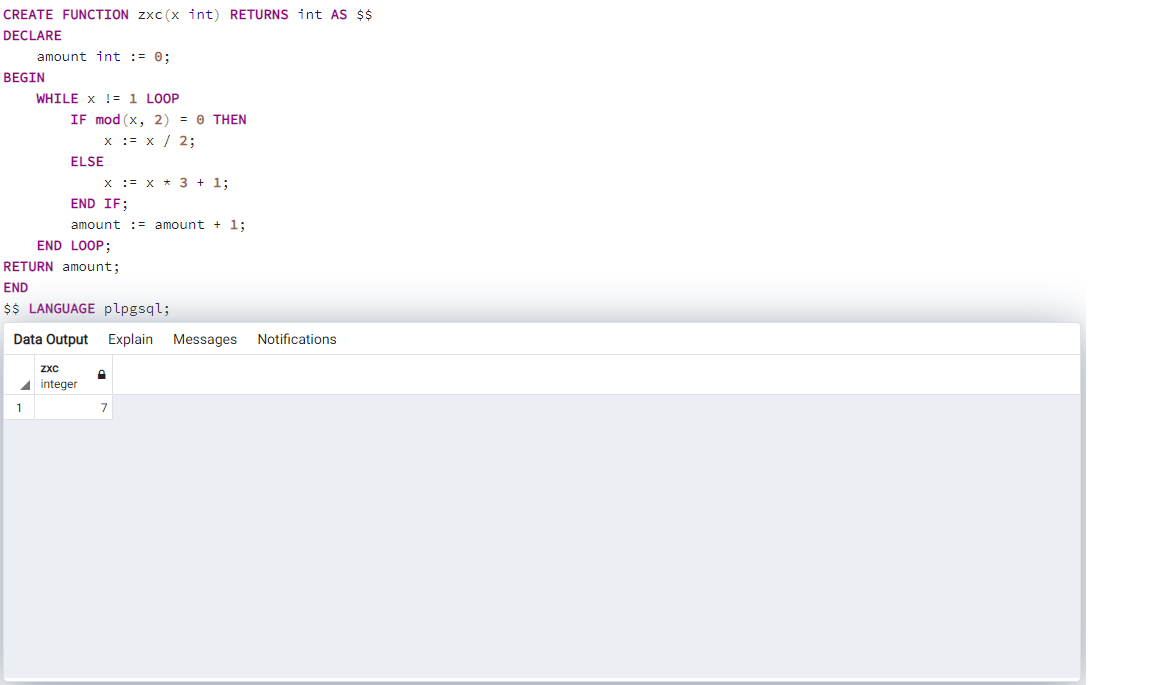 CREATE FUNCTION zxc(x int) RETURNS int AS $$
DECLARE
    amount int := 0;
BEGIN
    WHILE x != 1 LOOP
        IF mod(x, 2) = 0 THEN
            x := x / 2;
        ELSE
            x := x * 3 + 1;
        END IF;
        amount := amount + 1;
    END LOOP;
RETURN amount;
END
$$ LANGUAGE plpgsql;
Data Output Explain Messages Notifications
zxc
integer
1 7